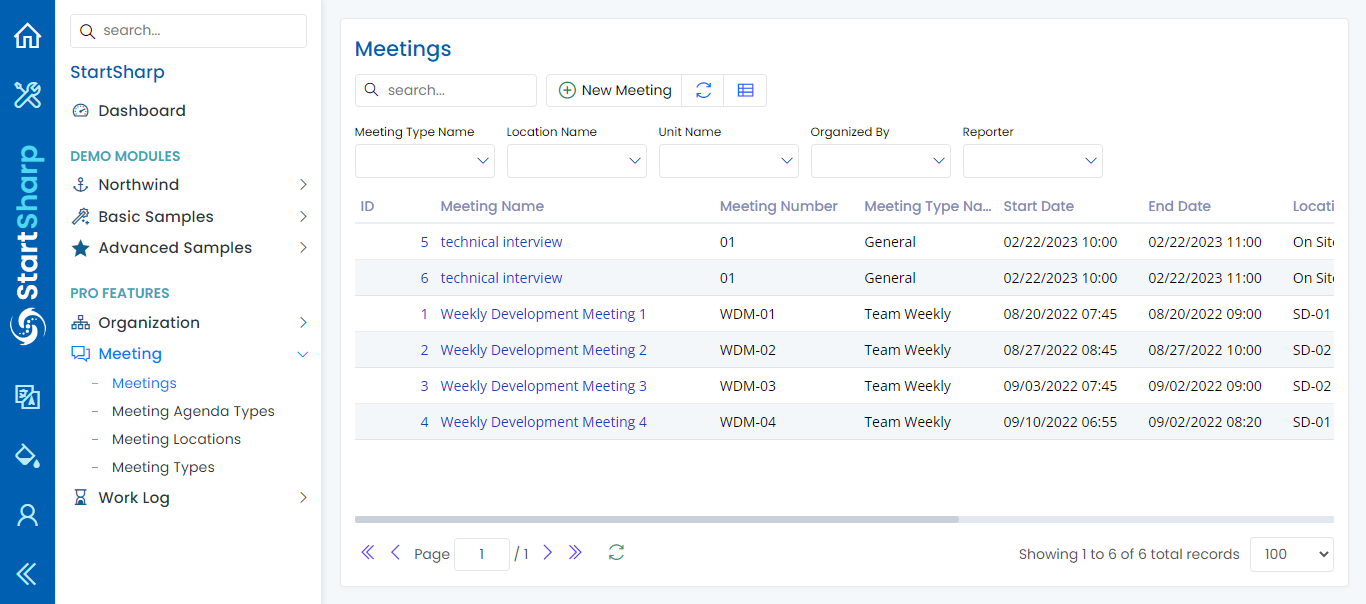 StartSharp
search...
StartSharp
Dashboard
DEMO MODULES
Northwind
Basic Samples
Advanced Samples
PRO FEATURES
Organization
Meeting
– Meetings
– Meeting Agenda Types
– Meeting Locations
– Meeting Types
Work Log
Meetings
search... New Meeting
Meeting Type Name Location Name Unit Name Organized By Reporter
ID Meeting Name Meeting Number Meeting Type Na... Start Date End Date Locati
5 technical interview 01 General 02/22/2023 10:00 02/22/2023 11:00 On Site
6 technical interview 01 General 02/22/2023 10:00 02/22/2023 11:00 On Site
1 Weekly Development Meeting 1 WDM-01 Team Weekly 08/20/2022 07:45 08/20/2022 09:00 SD-01
2 Weekly Development Meeting 2 WDM-02 Team Weekly 08/27/2022 08:45 08/27/2022 10:00 SD-02
3 Weekly Development Meeting 3 WDM-03 Team Weekly 09/03/2022 07:45 09/02/2022 09:00 SD-02
4 Weekly Development Meeting 4 WDM-04 Team Weekly 09/10/2022 06:55 09/02/2022 08:20 SD-01
Page 1 / 1 Showing 1 to 6 of 6 total records 100